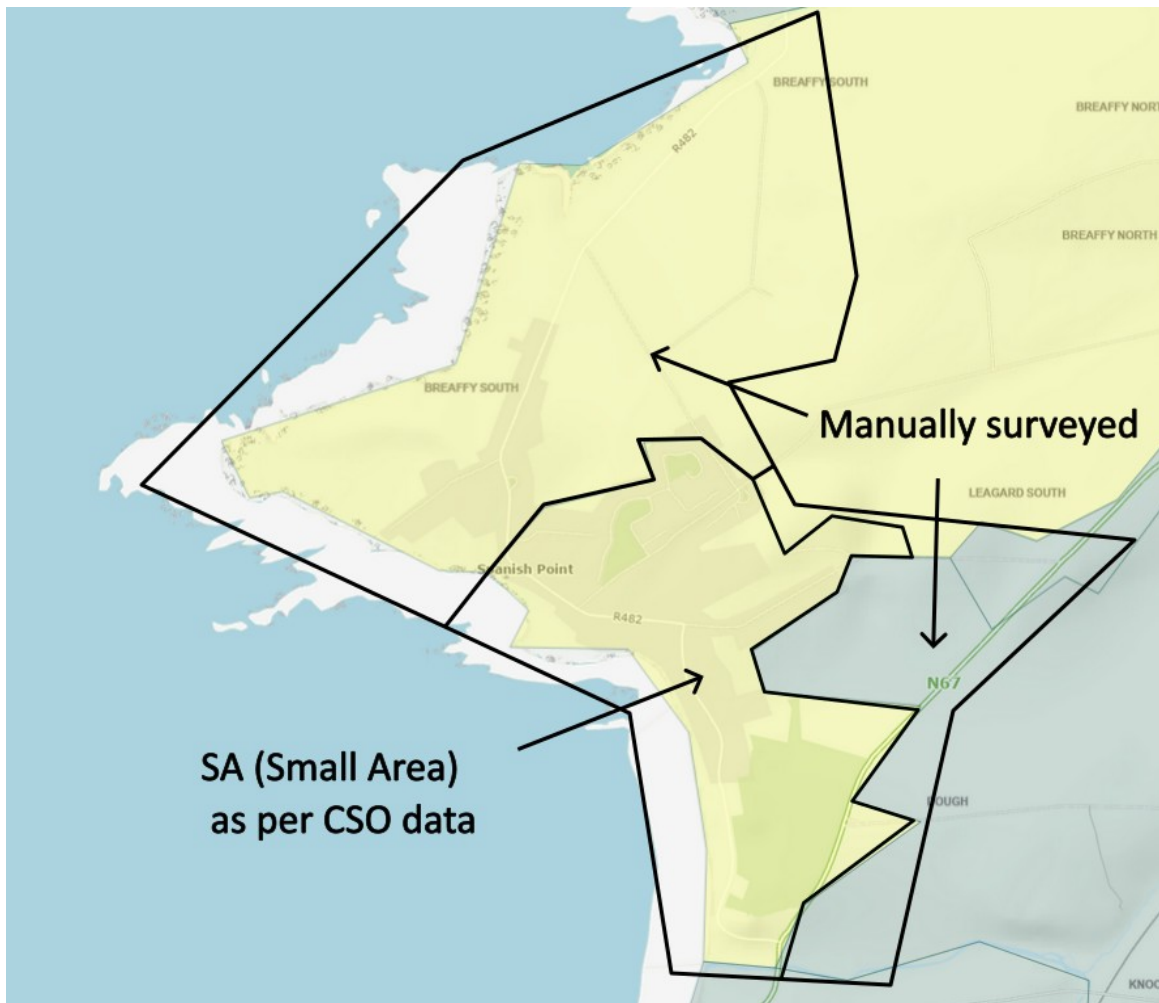 BREAFFY SOUTH
BREAFFY NORT
R482
BREAFFY NORTH
BREAFFY SOUTH
Manually surveyed
LEAGARD SOUTH
Spanish Point
R482
N67
SA (Small Area)
as per CSO data
LOUGH
KNOC